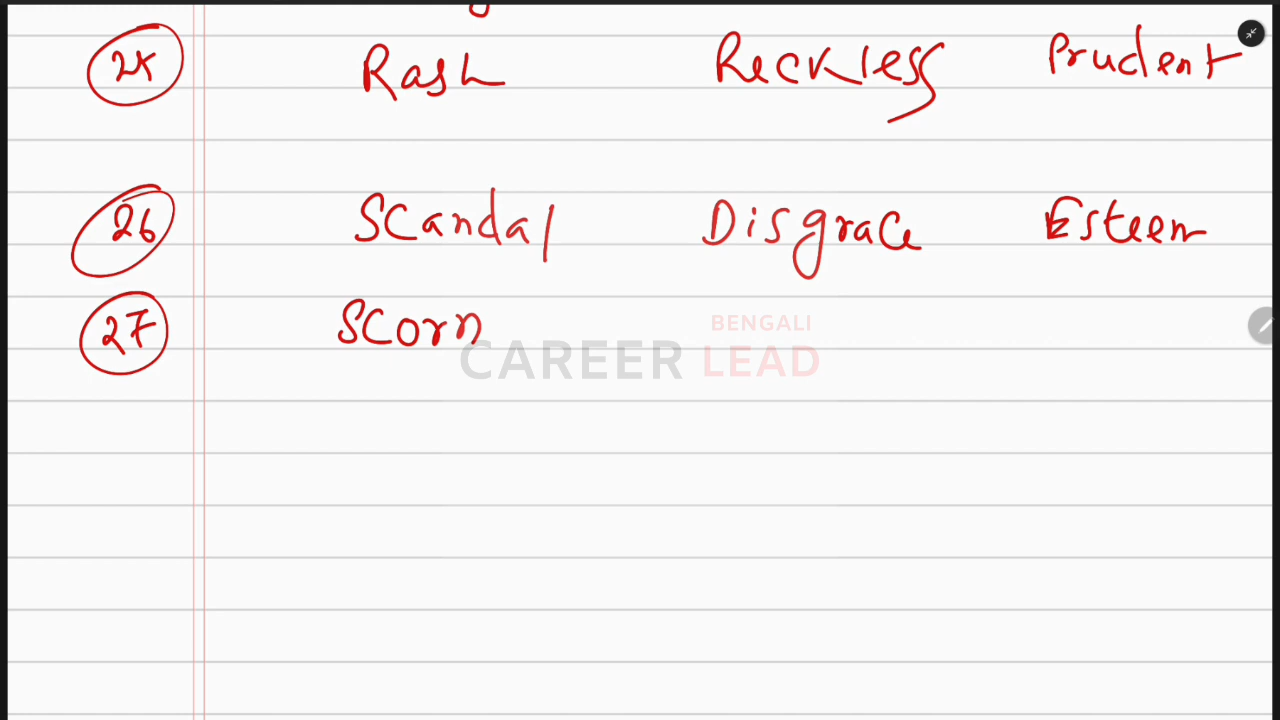 25 Rash Reckless Prudent
26 Scandal Disgrace Esteem
27 Scorn
BENGALI
CAREER LEAD